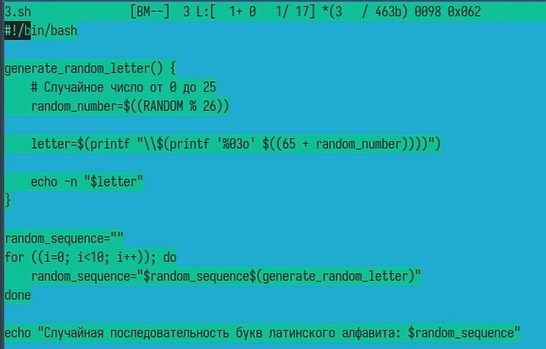 3.sh [BM--] 3 L:[ 1+ 0 1/ 17] *(3 / 463b) 0098 0x062
#!/bin/bash

generate_random_letter() {
    # Случайное число от 0 до 25
    random_number=$((RANDOM % 26))

    letter=$(printf "\\$(printf '%03o' $((65 + random_number)))")

    echo -n "$letter"
}

random_sequence=""
for ((i=0; i<10; i++)); do
    random_sequence="$random_sequence$(generate_random_letter)"
done

echo "Случайная последовательность букв латинского алфавита: $random_sequence"